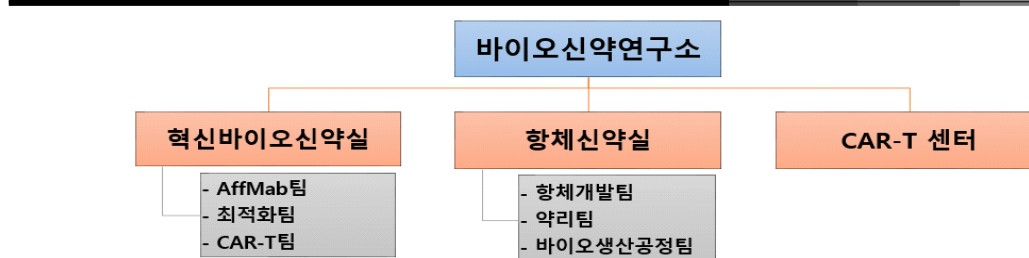 바이오신약연구소
혁신바이오신약실
항체신약실
CAR-T 센터
- AffMab팀
- 최적화팀
- CAR-T팀
- 항체개발팀
- 약리팀
- 바이오생산공정팀